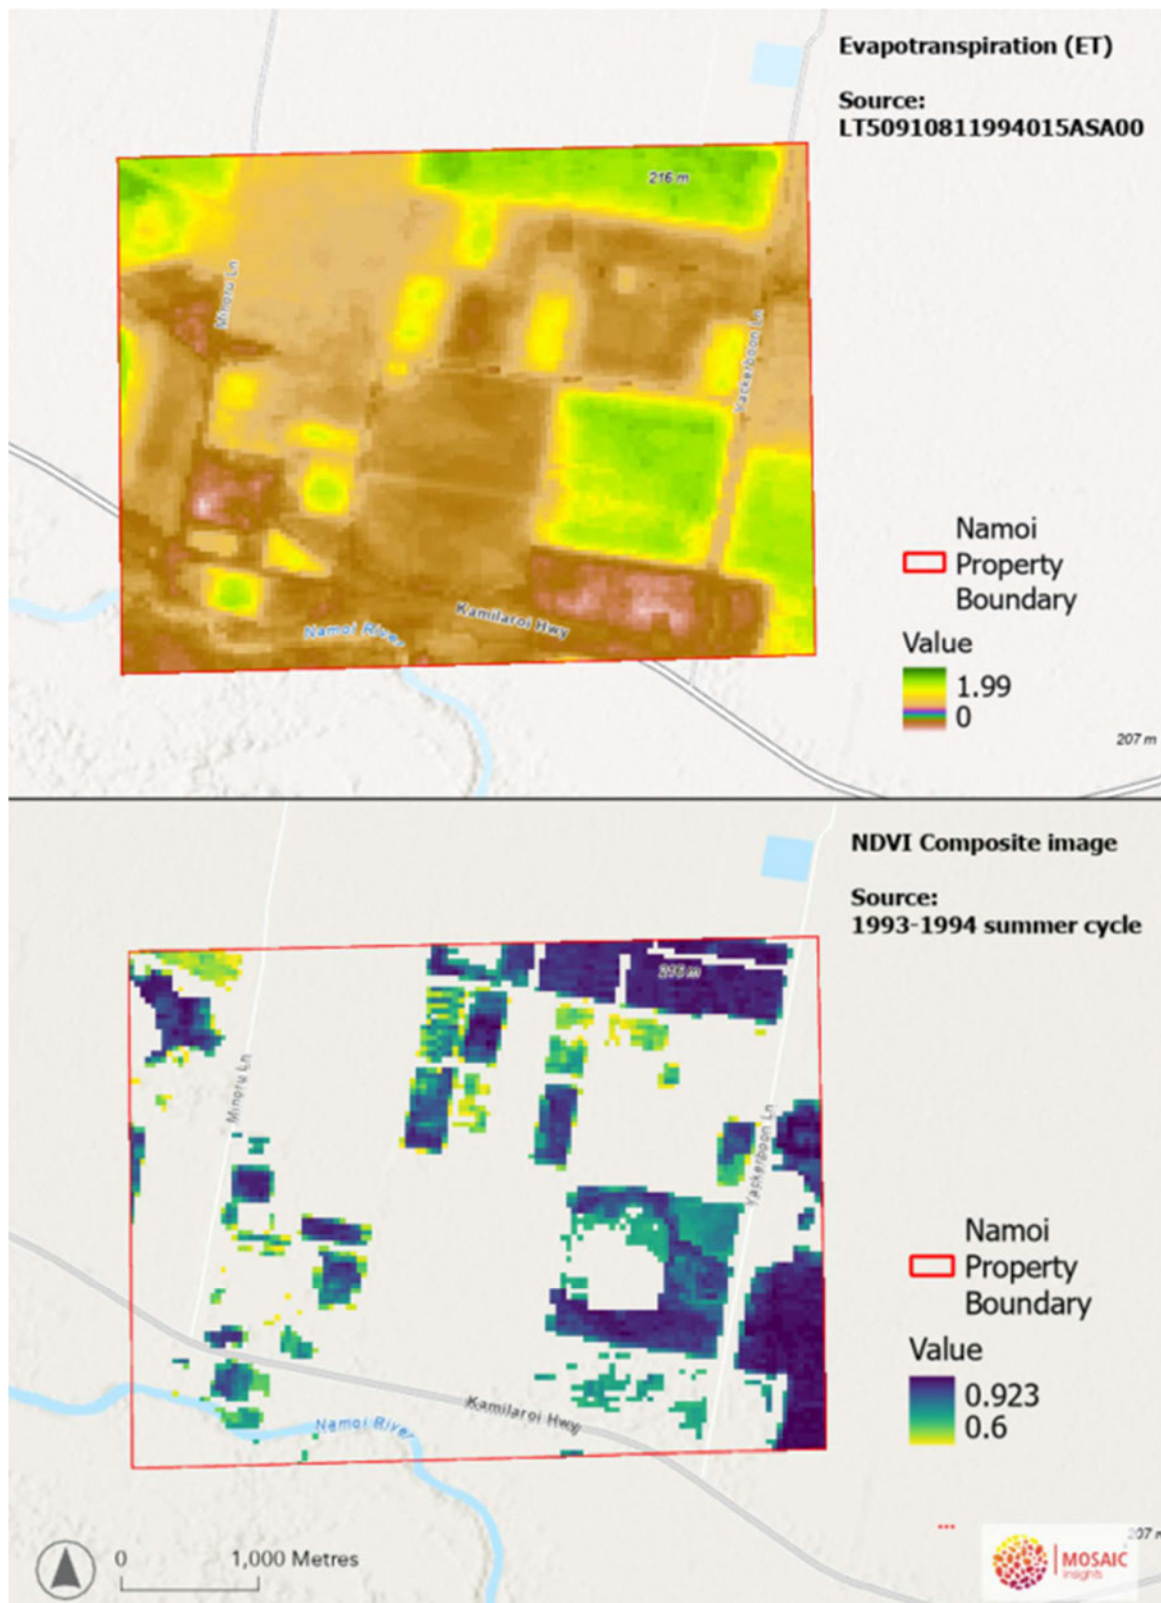 Evapotranspiration (ET)
Source:
LT50910811994015ASA00
216 m
Minoru Ln
Yackerboon Ln
Kamilaroi Hwy
Namoi River
Namoi
Property
Boundary
Value
1.99
0
207 m
NDVI Composite image
Source:
1993-1994 summer cycle
216 m
Minoru Ln
Yackerboon Ln
Kamilaroi Hwy
Namoi River
Namoi
Property
Boundary
Value
0.923
0.6
0 1,000 Metres
MOSAIC
insights
207 m